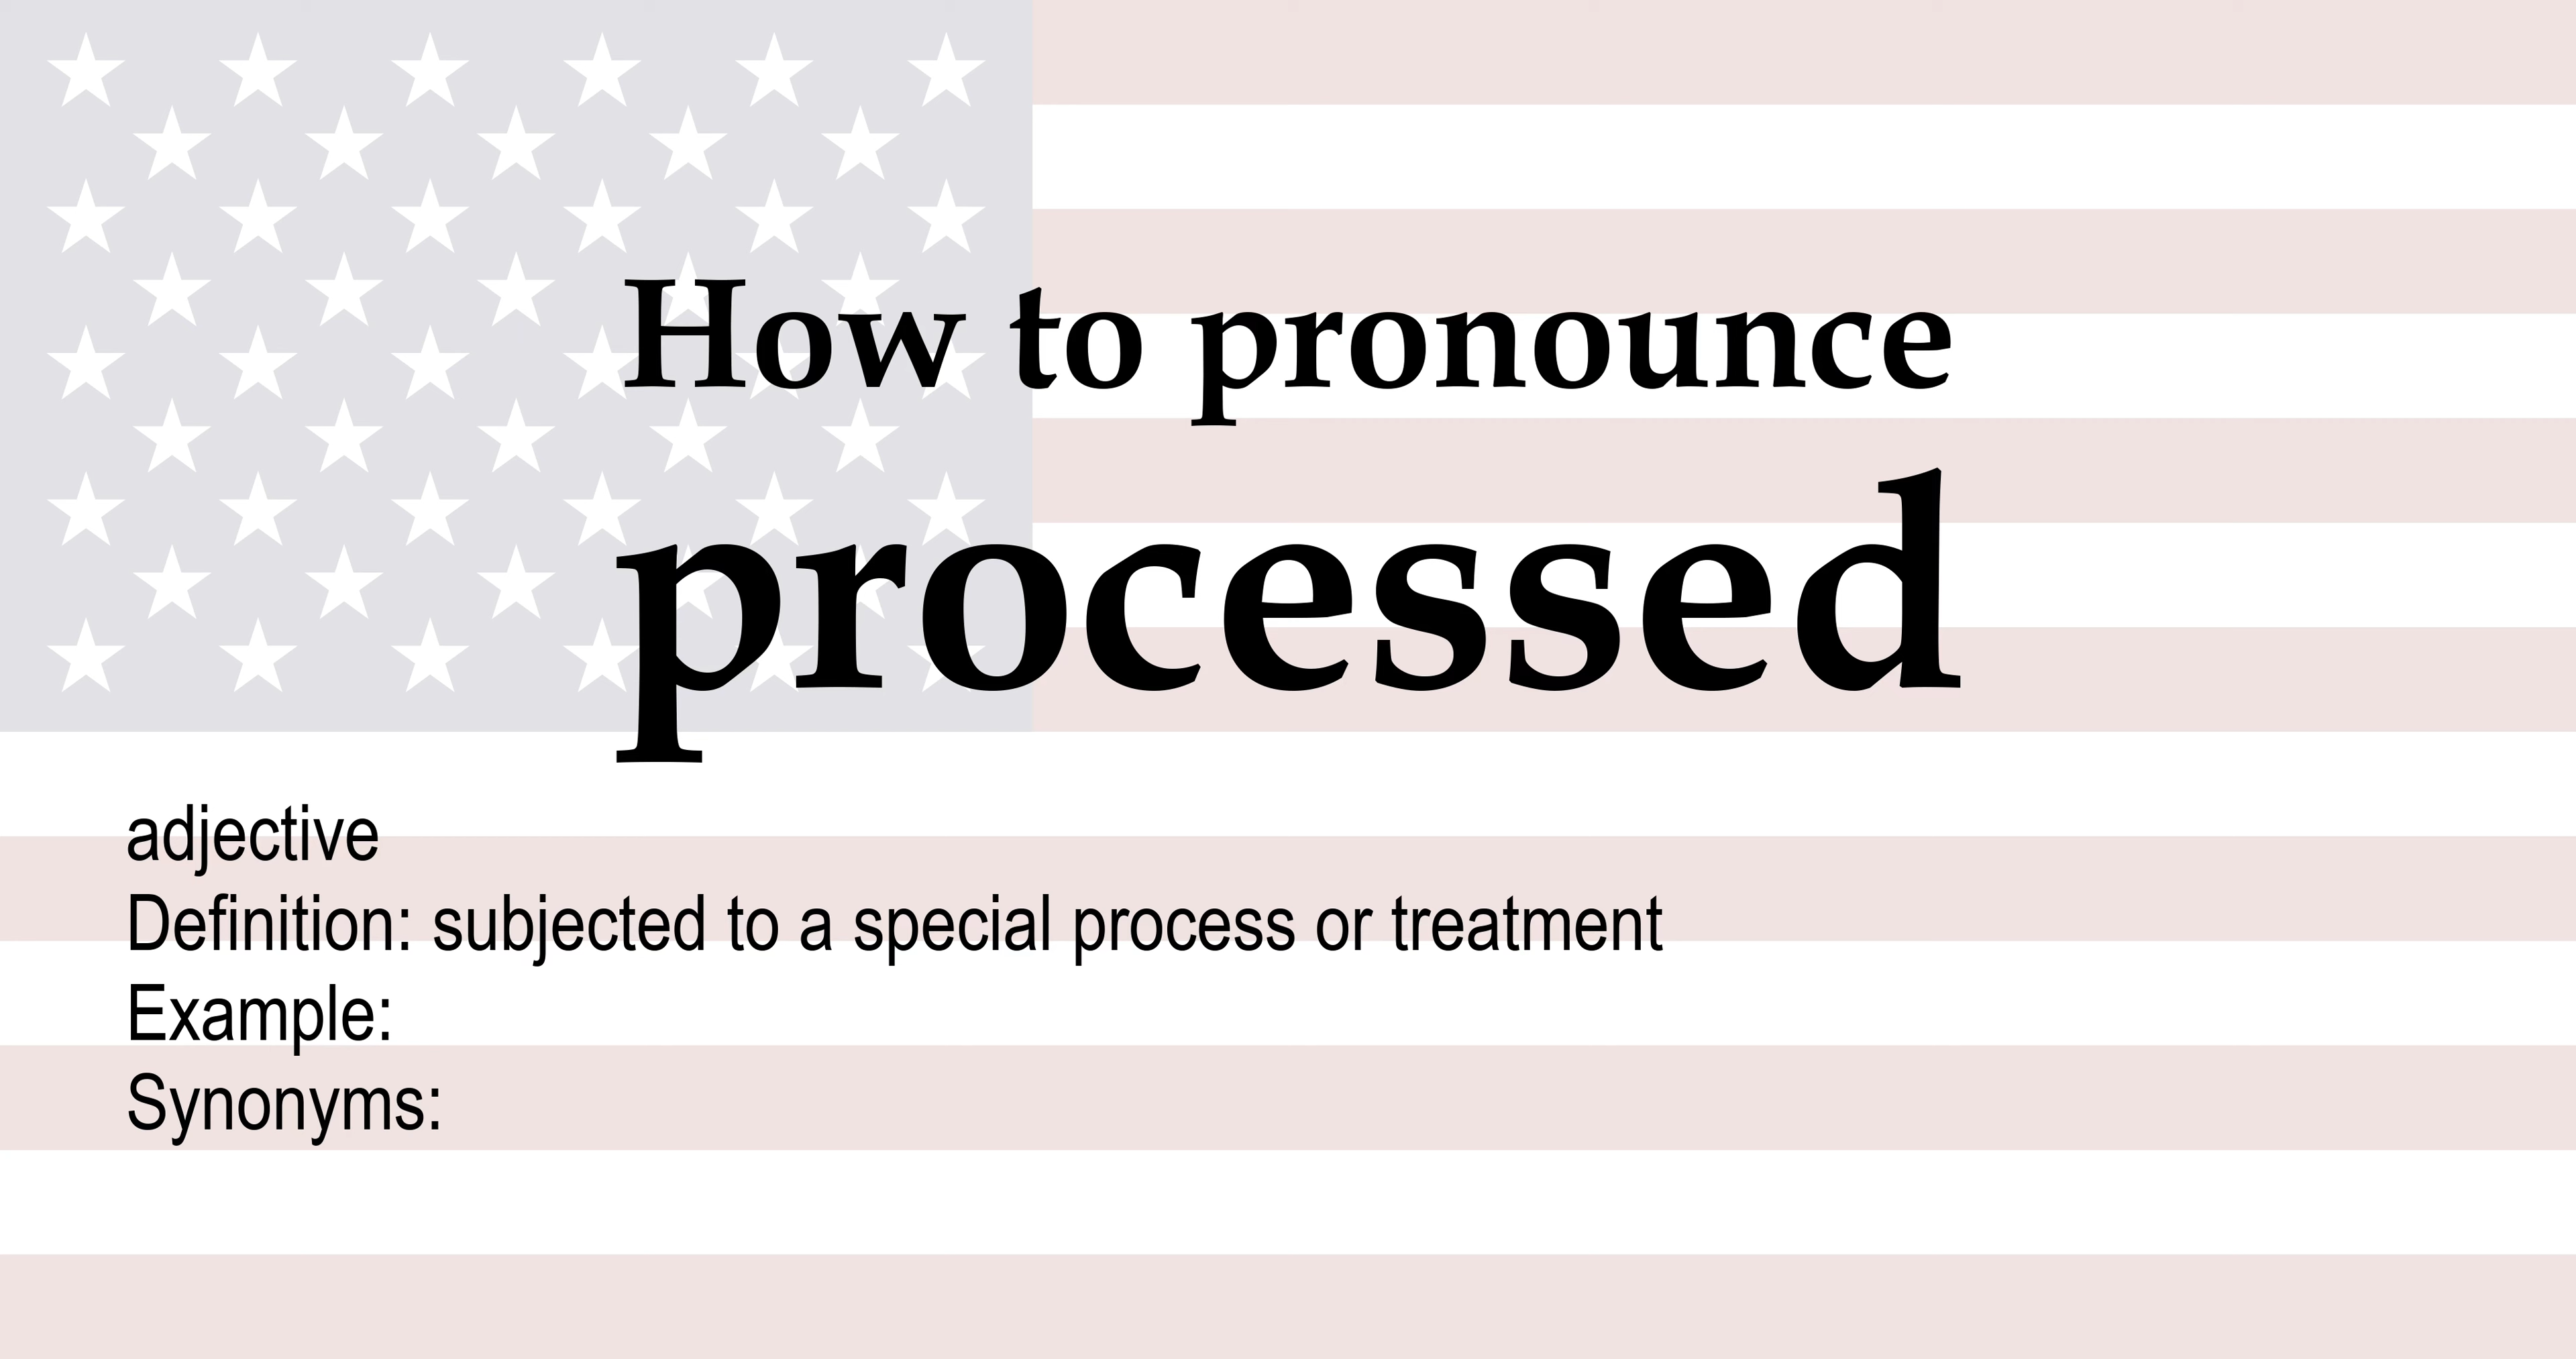 How to pronounce
processed
adjective
Definition: subjected to a special process or treatment
Example:
Synonyms: